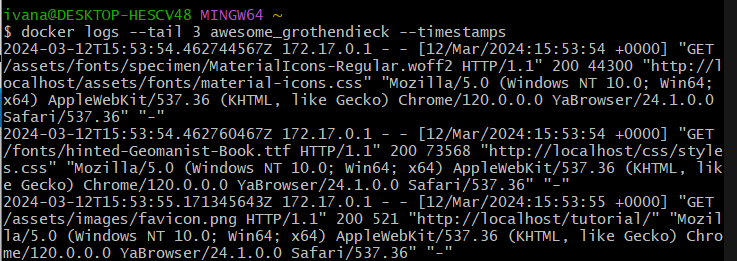 ivana@DESKTOP-HESCV48 MINGW64 ~
$ docker logs --tail 3 awesome_grothendieck --timestamps
2024-03-12T15:53:54.462744567Z 172.17.0.1 - - [12/Mar/2024:15:53:54 +0000] "GET
/assets/fonts/specimen/MaterialIcons-Regular.woff2 HTTP/1.1" 200 44300 "http://l
ocalhost/assets/fonts/material-icons.css" "Mozilla/5.0 (Windows NT 10.0; Win64;
x64) AppleWebKit/537.36 (KHTML, like Gecko) Chrome/120.0.0.0 YaBrowser/24.1.0.0
Safari/537.36" "-"
2024-03-12T15:53:54.462760467Z 172.17.0.1 - - [12/Mar/2024:15:53:54 +0000] "GET
/fonts/hinted-Geomanist-Book.ttf HTTP/1.1" 200 73568 "http://localhost/css/style
s.css" "Mozilla/5.0 (Windows NT 10.0; Win64; x64) AppleWebKit/537.36 (KHTML, lik
e Gecko) Chrome/120.0.0.0 YaBrowser/24.1.0.0 Safari/537.36" "-"
2024-03-12T15:53:55.171345643Z 172.17.0.1 - - [12/Mar/2024:15:53:55 +0000] "GET
/assets/images/favicon.png HTTP/1.1" 200 521 "http://localhost/tutorial/" "Mozil
la/5.0 (Windows NT 10.0; Win64; x64) AppleWebKit/537.36 (KHTML, like Gecko) Chro
me/120.0.0.0 YaBrowser/24.1.0.0 Safari/537.36" "-"